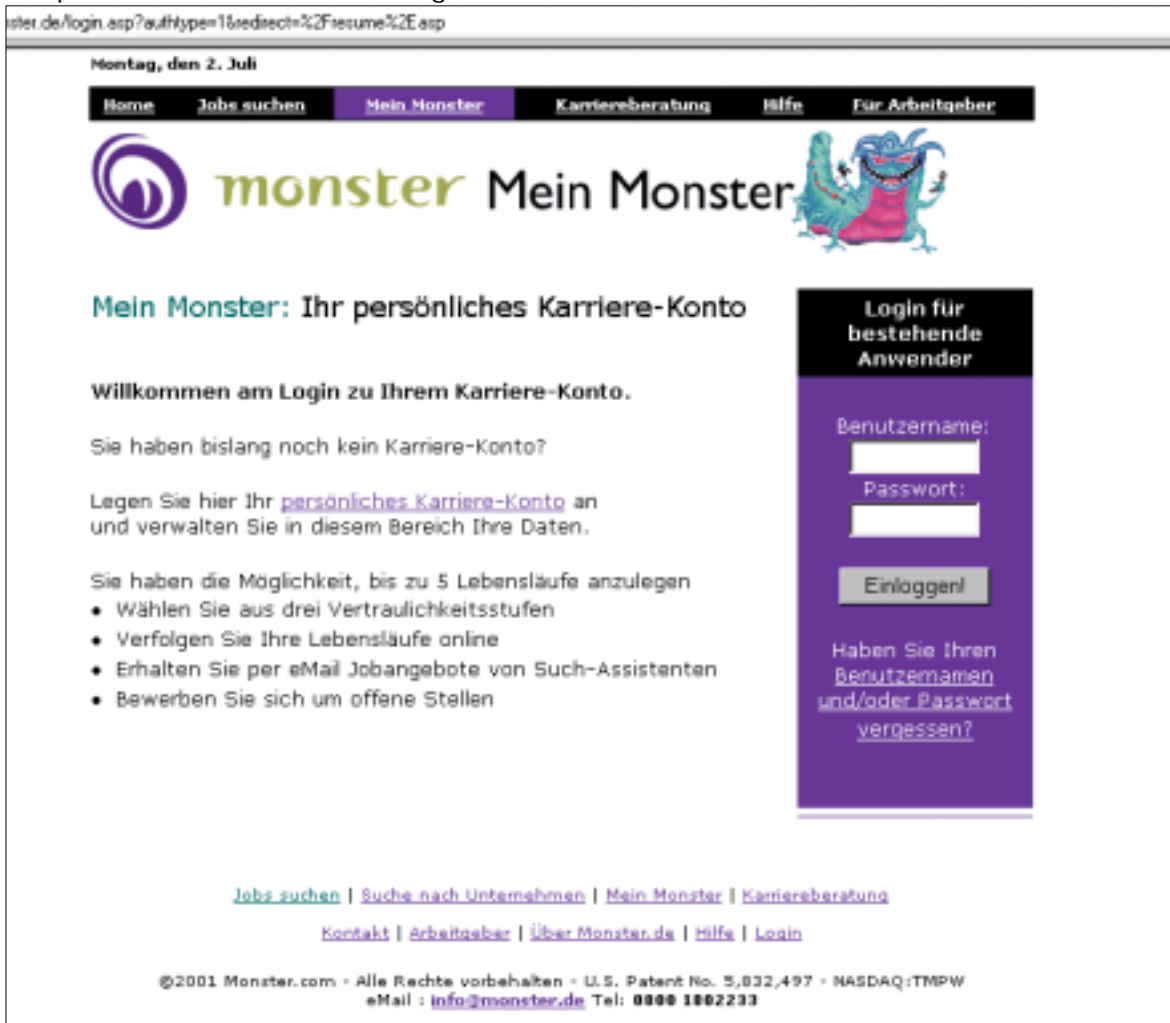 ster.de/login.asp?authtype=1&redirect=%2Fresume%2Easp
Montag, den 2. Juli
Home Jobs suchen Mein Monster Karriereberatung Hilfe Für Arbeitgeber
monster Mein Monster
Mein Monster: Ihr persönliches Karriere-Konto
Willkommen am Login zu Ihrem Karriere-Konto.
Sie haben bislang noch kein Karriere-Konto?
Legen Sie hier Ihr persönliches Karriere-Konto an
und verwalten Sie in diesem Bereich Ihre Daten.
Sie haben die Möglichkeit, bis zu 5 Lebensläufe anzulegen
• Wählen Sie aus drei Vertraulichkeitsstufen
• Verfolgen Sie Ihre Lebensläufe online
• Erhalten Sie per eMail Jobangebote von Such-Assistenten
• Bewerben Sie sich um offene Stellen
Login für
bestehende
Anwender
Benutzername:
Passwort:
Einloggen!
Haben Sie Ihren
Benutzernamen
und/oder Passwort
vergessen?
Jobs suchen | Suche nach Unternehmen | Mein Monster | Karriereberatung
Kontakt | Arbeitgeber | Über Monster.de | Hilfe | Login
©2001 Monster.com - Alle Rechte vorbehalten - U.S. Patent No. 5,832,497 - NASDAQ:TMPW
eMail : info@monster.de Tel: 0800 1002233